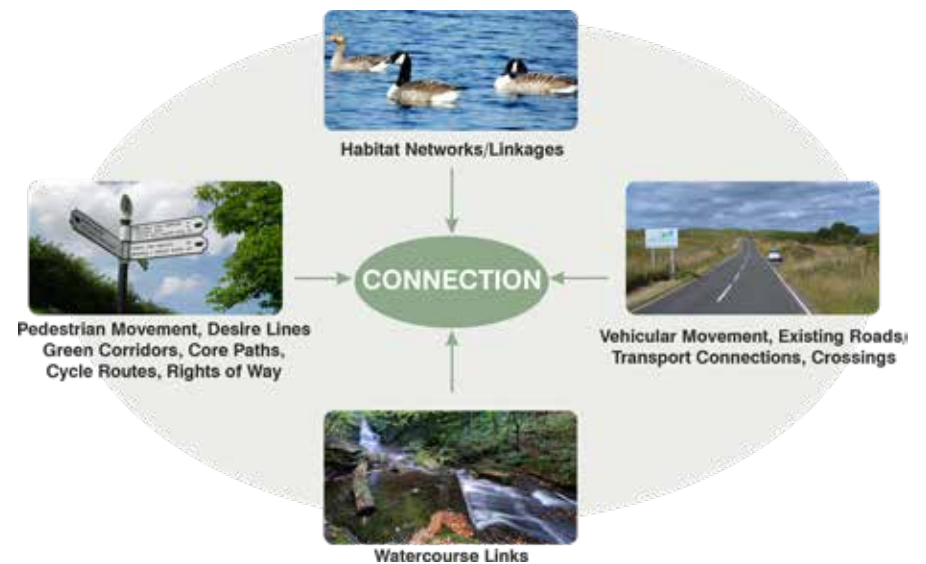 Habitat Networks/Linkages
CONNECTION
Pedestrian Movement, Desire Lines
Green Corridors, Core Paths,
Cycle Routes, Rights of Way
Vehicular Movement, Existing Roads/
Transport Connections, Crossings
Watercourse Links